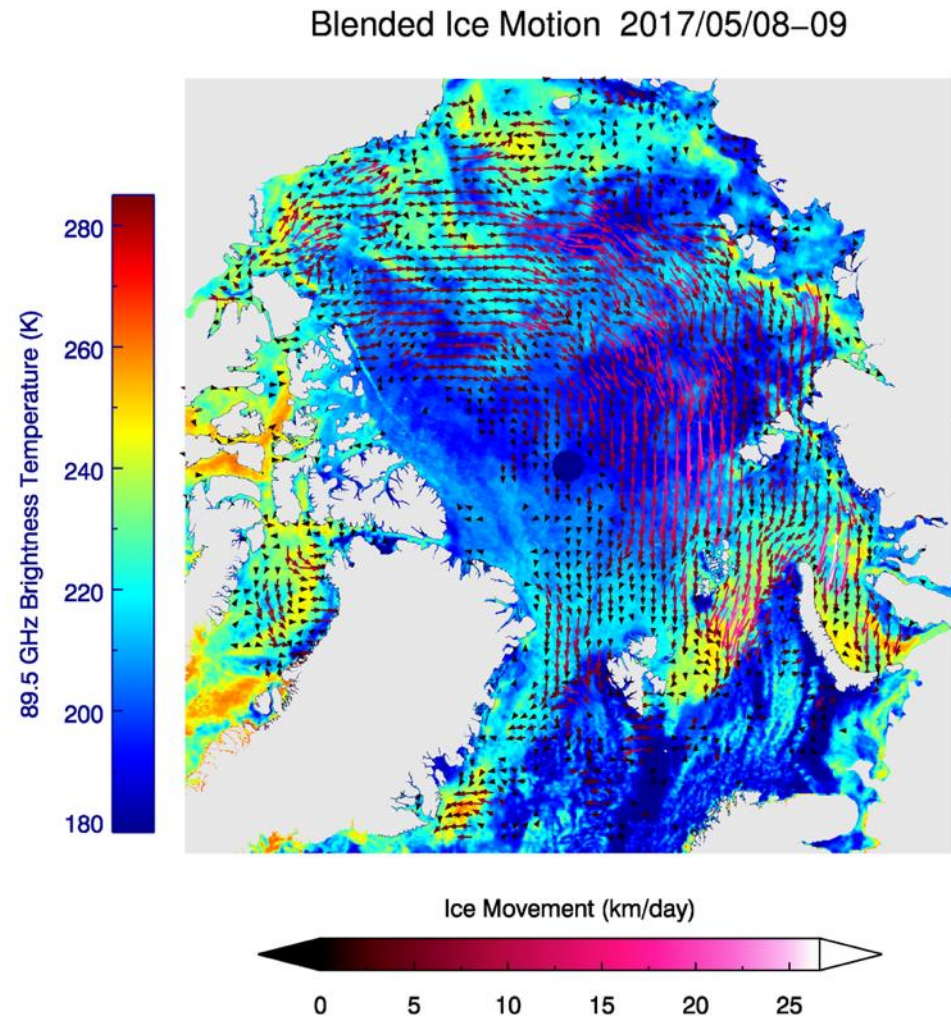 Blended Ice Motion 2017/05/08–09
89.5 GHz Brightness Temperature (K)
280
260
240
220
200
180
Ice Movement (km/day)
0 5 10 15 20 25